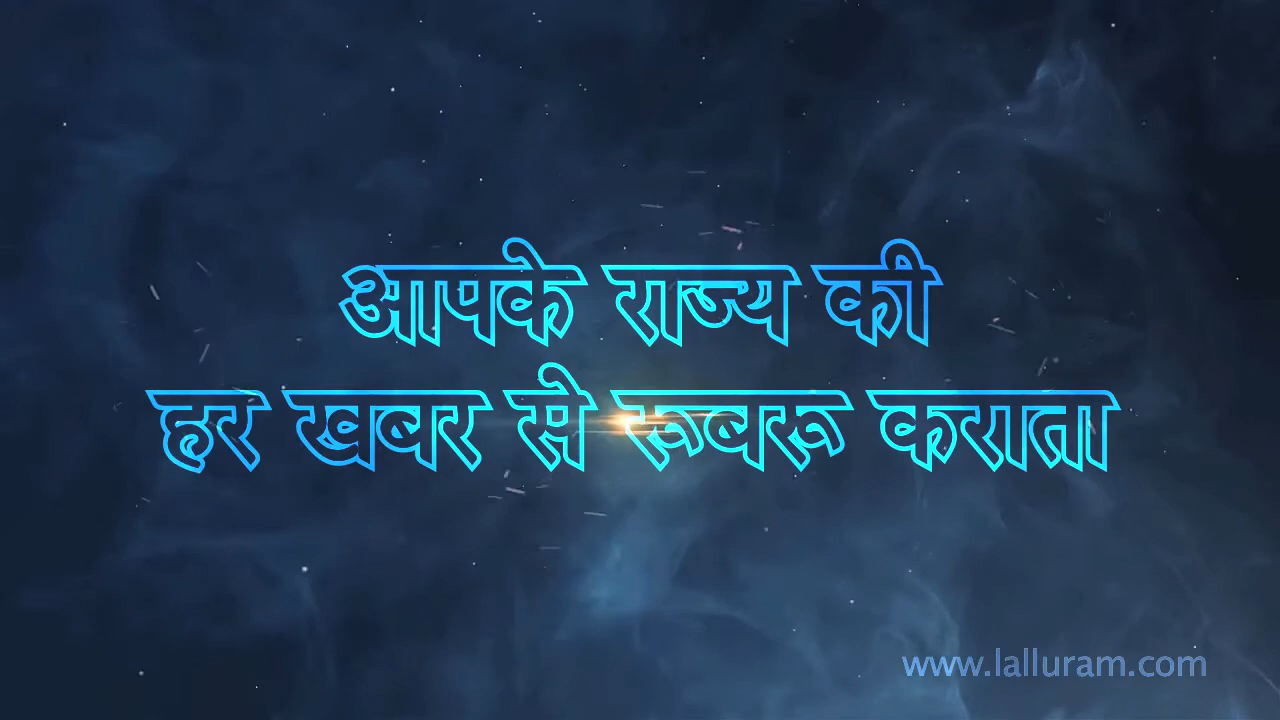 आपके राज्य की
हर खबर से रूबरू कराता
www.lalluram.com